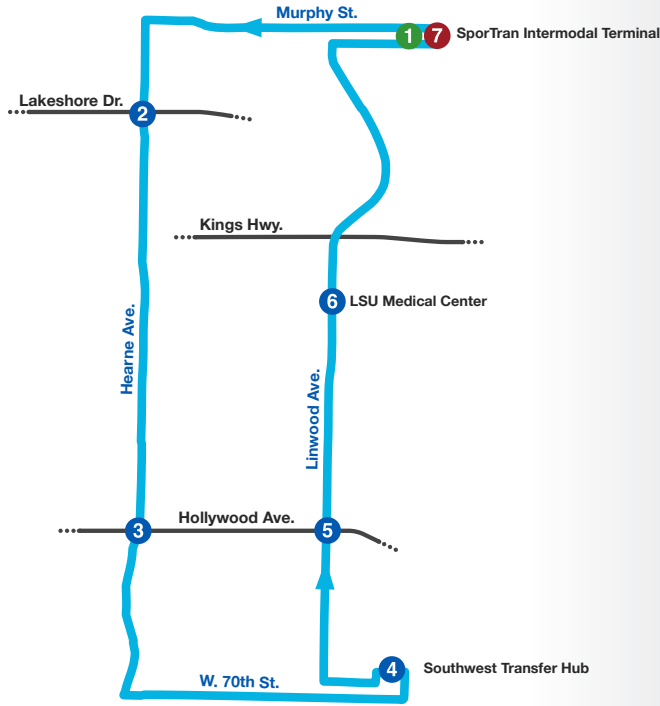 Murphy St.
1 7 SporTran Intermodal Terminal
Lakeshore Dr.
2
Kings Hwy.
6 LSU Medical Center
Hearne Ave.
Linwood Ave.
Hollywood Ave.
3
5
4 Southwest Transfer Hub
W. 70th St.